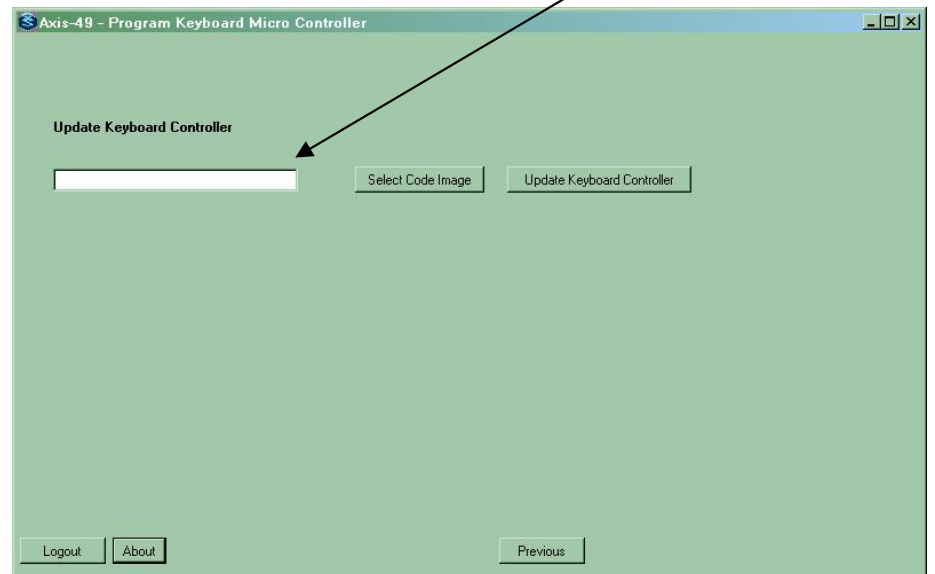 Axis-49 - Program Keyboard Micro Controller
Update Keyboard Controller
Select Code Image Update Keyboard Controller
Logout About Previous